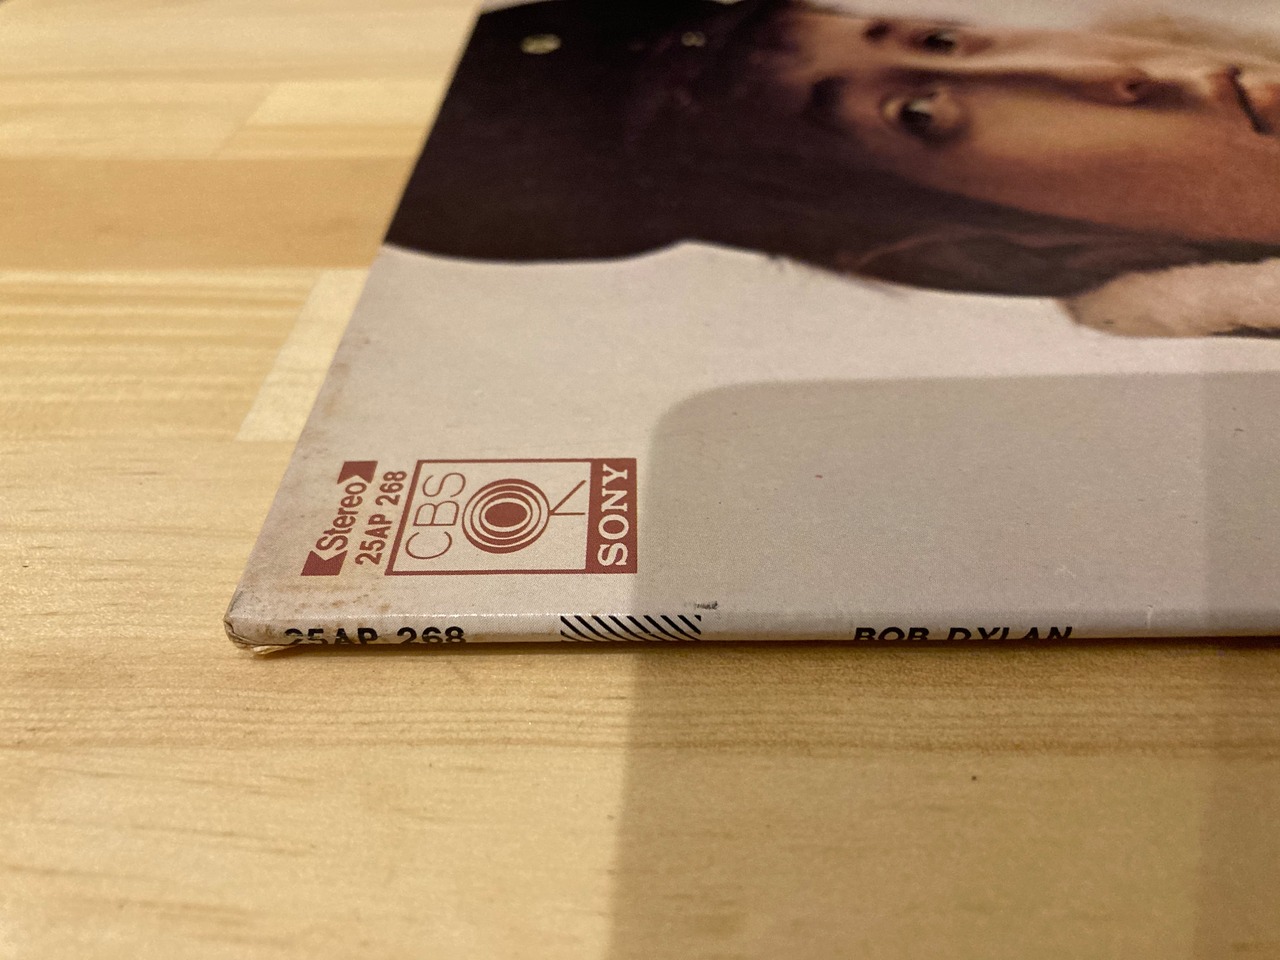 Stereo
25AP 268
CBS
SONY
25AP 268
BOB DYLAN